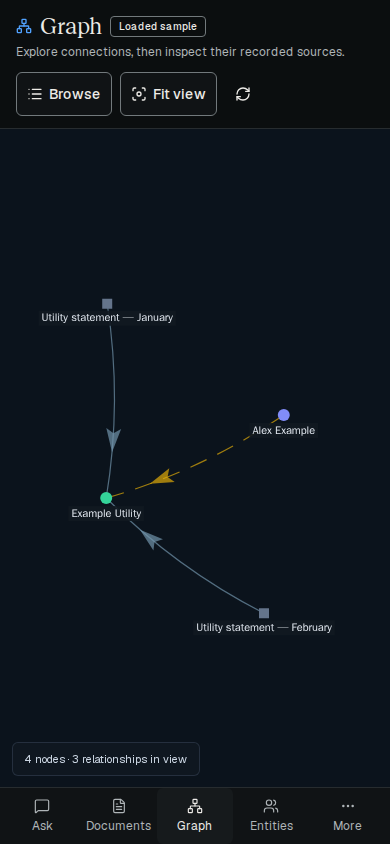 Graph
Loaded sample
Explore connections, then inspect their recorded sources.
Browse
Fit view
Utility statement — January
Alex Example
Example Utility
Utility statement — February
4 nodes · 3 relationships in view
Ask
Documents
Graph
Entities
More